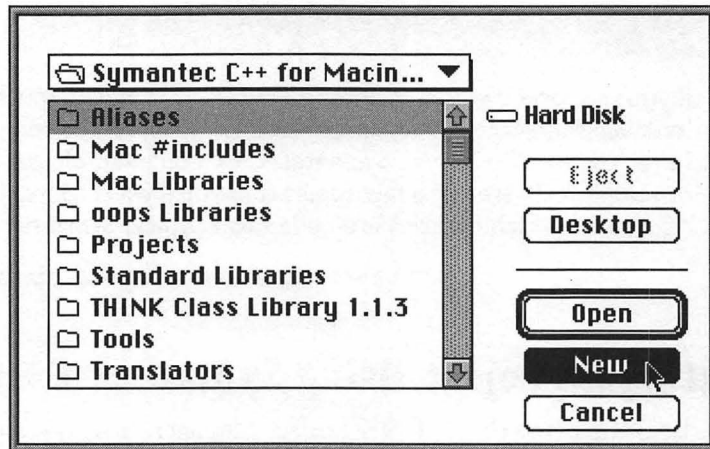 Symantec C++ for Macin...
Aliases
Mac #includes
Mac Libraries
oops Libraries
Projects
Standard Libraries
THINK Class Library 1.1.3
Tools
Translators
Hard Disk
Eject
Desktop
Open
New
Cancel